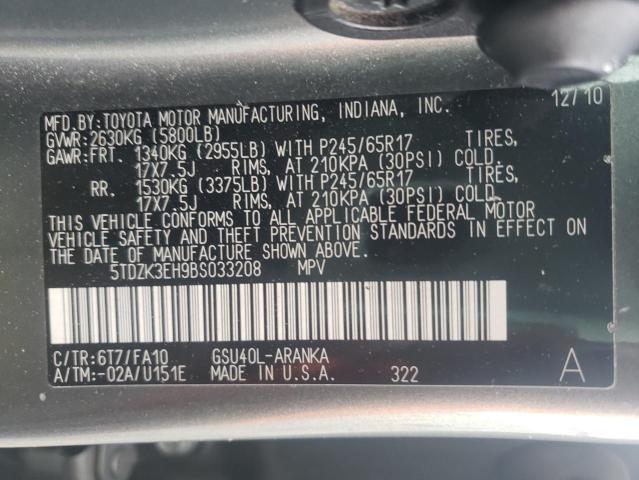 MFD.BY:TOYOTA MOTOR MANUFACTURING, INDIANA, INC. 12/10
GVWR:2630KG (5800LB)
GAWR:FRT. 1340KG (2955LB) WITH P245/65R17 TIRES,
17X7.5J RIMS, AT 210KPA (30PSI) COLD.
RR. 1530KG (3375LB) WITH P245/65R17 TIRES,
17X7.5J RIMS, AT 210KPA (30PSI) COLD.
THIS VEHICLE CONFORMS TO ALL APPLICABLE FEDERAL MOTOR
VEHICLE SAFETY AND THEFT PREVENTION STANDARDS IN EFFECT ON
THE DATE OF MANUFACTURE SHOWN ABOVE.
5TDZK3EH9BS033208 MPV
C/TR:6T7/FA10 GSU40L-ARANKA
A/TM:-02A/U151E MADE IN U.S.A. 322 A